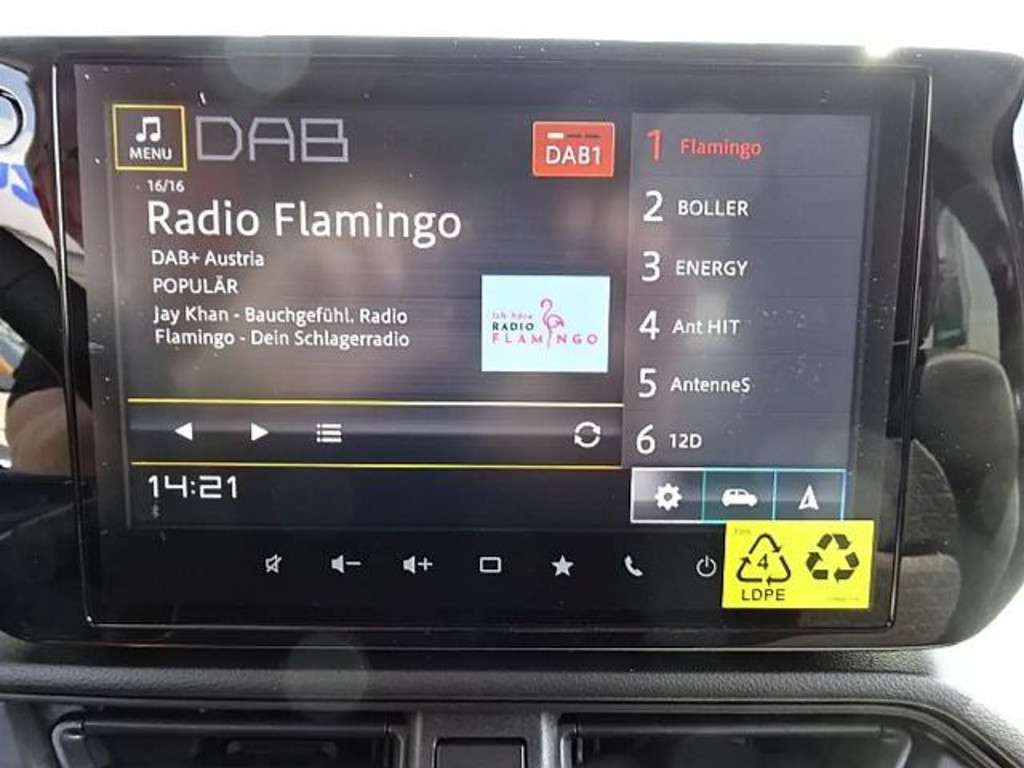 MENU
DAB
DAB1
16/16
Radio Flamingo
DAB+ Austria
POPULÄR
Jay Khan - Bauchgefühl. Radio
Flamingo - Dein Schlagerradio
Ich höre
RADIO
FLAMINGO
1 Flamingo
2 BOLLER
3 ENERGY
4 Ant HIT
5 AntenneS
6 12D
14:21
4
LDPE